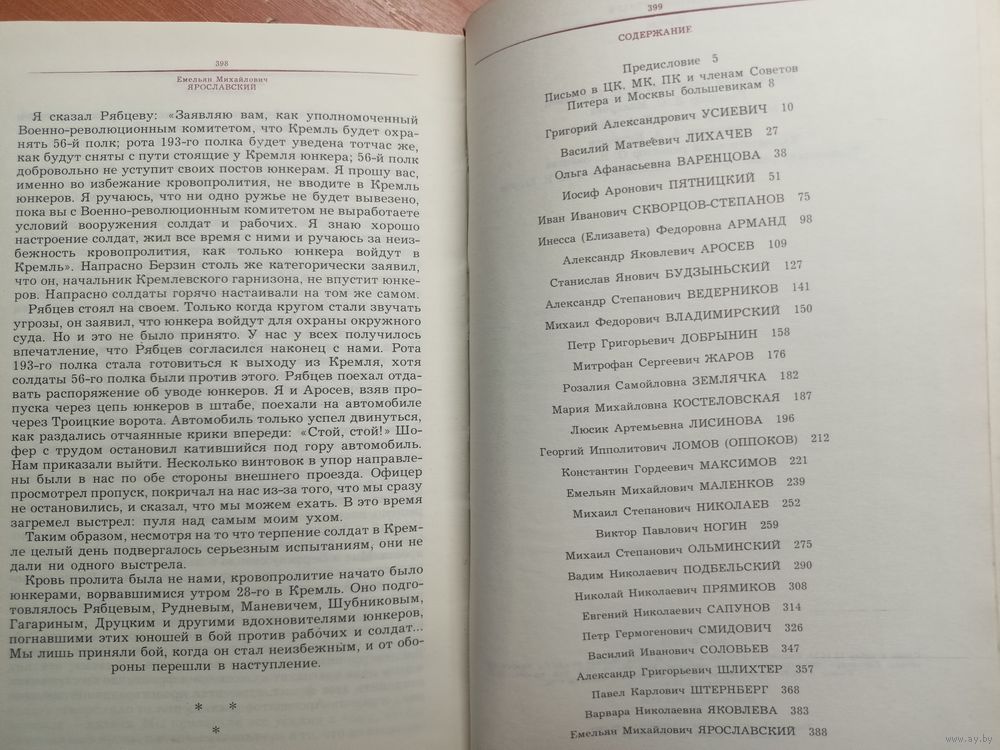 398
Емельян Михайлович
ЯРОСЛАВСКИЙ
Я сказал Рябцеву: «Заявляю вам, как уполномоченный
Военно-революционным комитетом, что Кремль будет охра-
нять 56-й полк; рота 193-го полка будет уведена тотчас же,
как будут сняты с пути стоящие у Кремля юнкера; 56-й полк
добровольно не уступит своих постов юнкерам. Я прошу вас,
именно во избежание кровопролития, не вводите в Кремль
юнкеров. Я ручаюсь, что ни одно ружье не будет вывезено,
пока вы с Военно-революционным комитетом не выработаете
условий вооружения солдат и рабочих. Я знаю хорошо
настроение солдат, жил все время с ними и ручаюсь за неиз-
бежность кровопролития, как только юнкера войдут в
Кремль». Напрасно Берзин столь же категорически заявил,
что он, начальник Кремлевского гарнизона, не впустит юнке-
ров. Напрасно солдаты горячо настаивали на том же самом.
Рябцев стоял на своем. Только когда кругом стали звучать
угрозы, он заявил, что юнкера войдут для охраны окружного
суда. Но и это не было принято. У нас у всех получилось
впечатление, что Рябцев согласился наконец с нами. Рота
193-го полка стала готовиться к выходу из Кремля, хотя
солдаты 56-го полка были против этого. Рябцев поехал отда-
вать распоряжение об уводе юнкеров. Я и Аросев, взяв про-
пуска через цепь юнкеров в штабе, поехали на автомобиле
через Троицкие ворота. Автомобиль только успел двинуться,
как раздались отчаянные крики впереди: «Стой, стой!» Шо-
фер с трудом остановил катившийся под гору автомобиль.
Нам приказали выйти. Несколько винтовок в упор направле-
ны были в нас по обе стороны внешнего проезда. Офицер
просмотрел пропуск, покричал на нас из-за того, что мы сразу
не остановились, и сказал, что мы можем ехать. В это время
загремел выстрел: пуля над самым моим ухом.
Таким образом, несмотря на то что терпение солдат в Крем-
ле целый день подвергалось серьезным испытаниям, они не
дали ни одного выстрела.
Кровь пролита была не нами, кровопролитие начато было
юнкерами, ворвавшимися утром 28-го в Кремль. Оно подго-
товлялось Рябцевым, Рудневым, Маневичем, Шубниковым,
Гагариным, Друцким и другими вдохновителями юнкеров,
погнавшими этих юношей в бой против рабочих и солдат...
Мы лишь приняли бой, когда он стал неизбежным, и от обо-
роны перешли в наступление.
* *
*
399
СОДЕРЖАНИЕ
Предисловие 5
Письмо в ЦК, МК, ПК и членам Советов
Питера и Москвы большевикам 8
Григорий Александрович УСИЕВИЧ 10
Василий Матвеевич ЛИХАЧЕВ 27
Ольга Афанасьевна ВАРЕНЦОВА 38
Иосиф Аронович ПЯТНИЦКИЙ 51
Иван Иванович СКВОРЦОВ-СТЕПАНОВ 75
Инесса (Елизавета) Федоровна АРМАНД 98
Александр Яковлевич АРОСЕВ 109
Станислав Янович БУДЗЫНЬСКИЙ 127
Александр Степанович ВЕДЕРНИКОВ 141
Михаил Федорович ВЛАДИМИРСКИЙ 150
Петр Григорьевич ДОБРЫНИН 158
Митрофан Сергеевич ЖАРОВ 176
Розалия Самойловна ЗЕМЛЯЧКА 182
Мария Михайловна КОСТЕЛОВСКАЯ 187
Люсик Артемьевна ЛИСИНОВА 196
Георгий Ипполитович ЛОМОВ (ОППОКОВ) 212
Константин Гордеевич МАКСИМОВ 221
Емельян Михайлович МАЛЕНКОВ 239
Михаил Степанович НИКОЛАЕВ 252
Виктор Павлович НОГИН 259
Михаил Степанович ОЛЬМИНСКИЙ 275
Вадим Николаевич ПОДБЕЛЬСКИЙ 290
Николай Николаевич ПРЯМИКОВ 308
Евгений Николаевич САПУНОВ 314
Петр Гермогенович СМИДОВИЧ 326
Василий Иванович СОЛОВЬЕВ 347
Александр Григорьевич ШЛИХТЕР 357
Павел Карлович ШТЕРНБЕРГ 368
Варвара Николаевна ЯКОВЛЕВА 383
Емельян Михайлович ЯРОСЛАВСКИЙ 388
www.ay.by